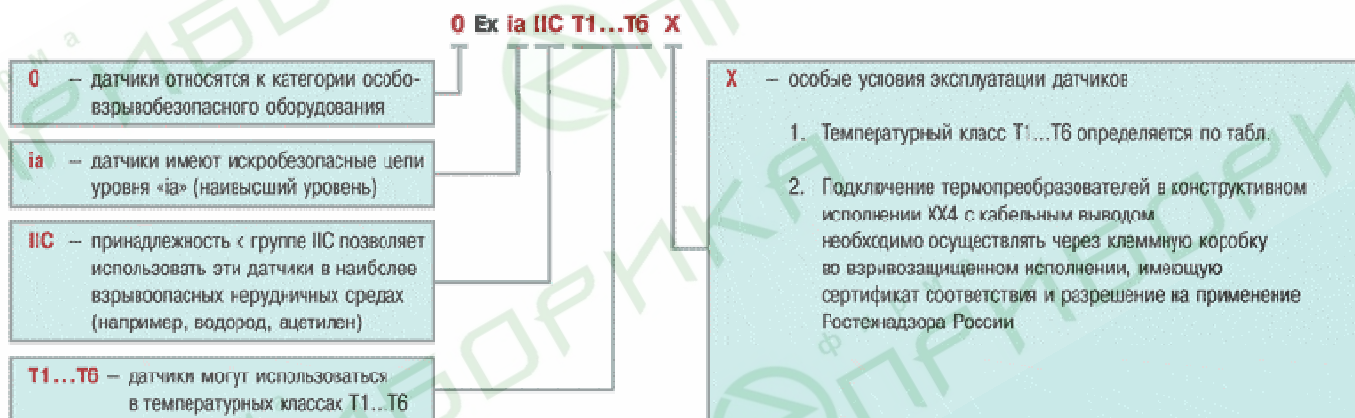 0 Ex ia IIC T1...T6 X
0 – датчики относятся к категории особо-
взрывобезопасного оборудования
ia – датчики имеют искробезопасные цепи
уровня «ia» (наивысший уровень)
IIC – принадлежность к группе IIC позволяет
использовать эти датчики в наиболее
взрывоопасных нерудничных средах
(например, водород, ацетилен)
T1...T6 – датчики могут использоваться
в температурных классах T1...T6
X – особые условия эксплуатации датчиков
1. Температурный класс T1...T6 определяется по табл.
2. Подключение термопреобразователей в конструктивном
исполнении XX4 с кабельным выводом
необходимо осуществлять через клеммную коробку
во взрывозащищенном исполнении, имеющую
сертификат соответствия и разрешение на применение
Гостехнадзора России
ПРИБОРИКА